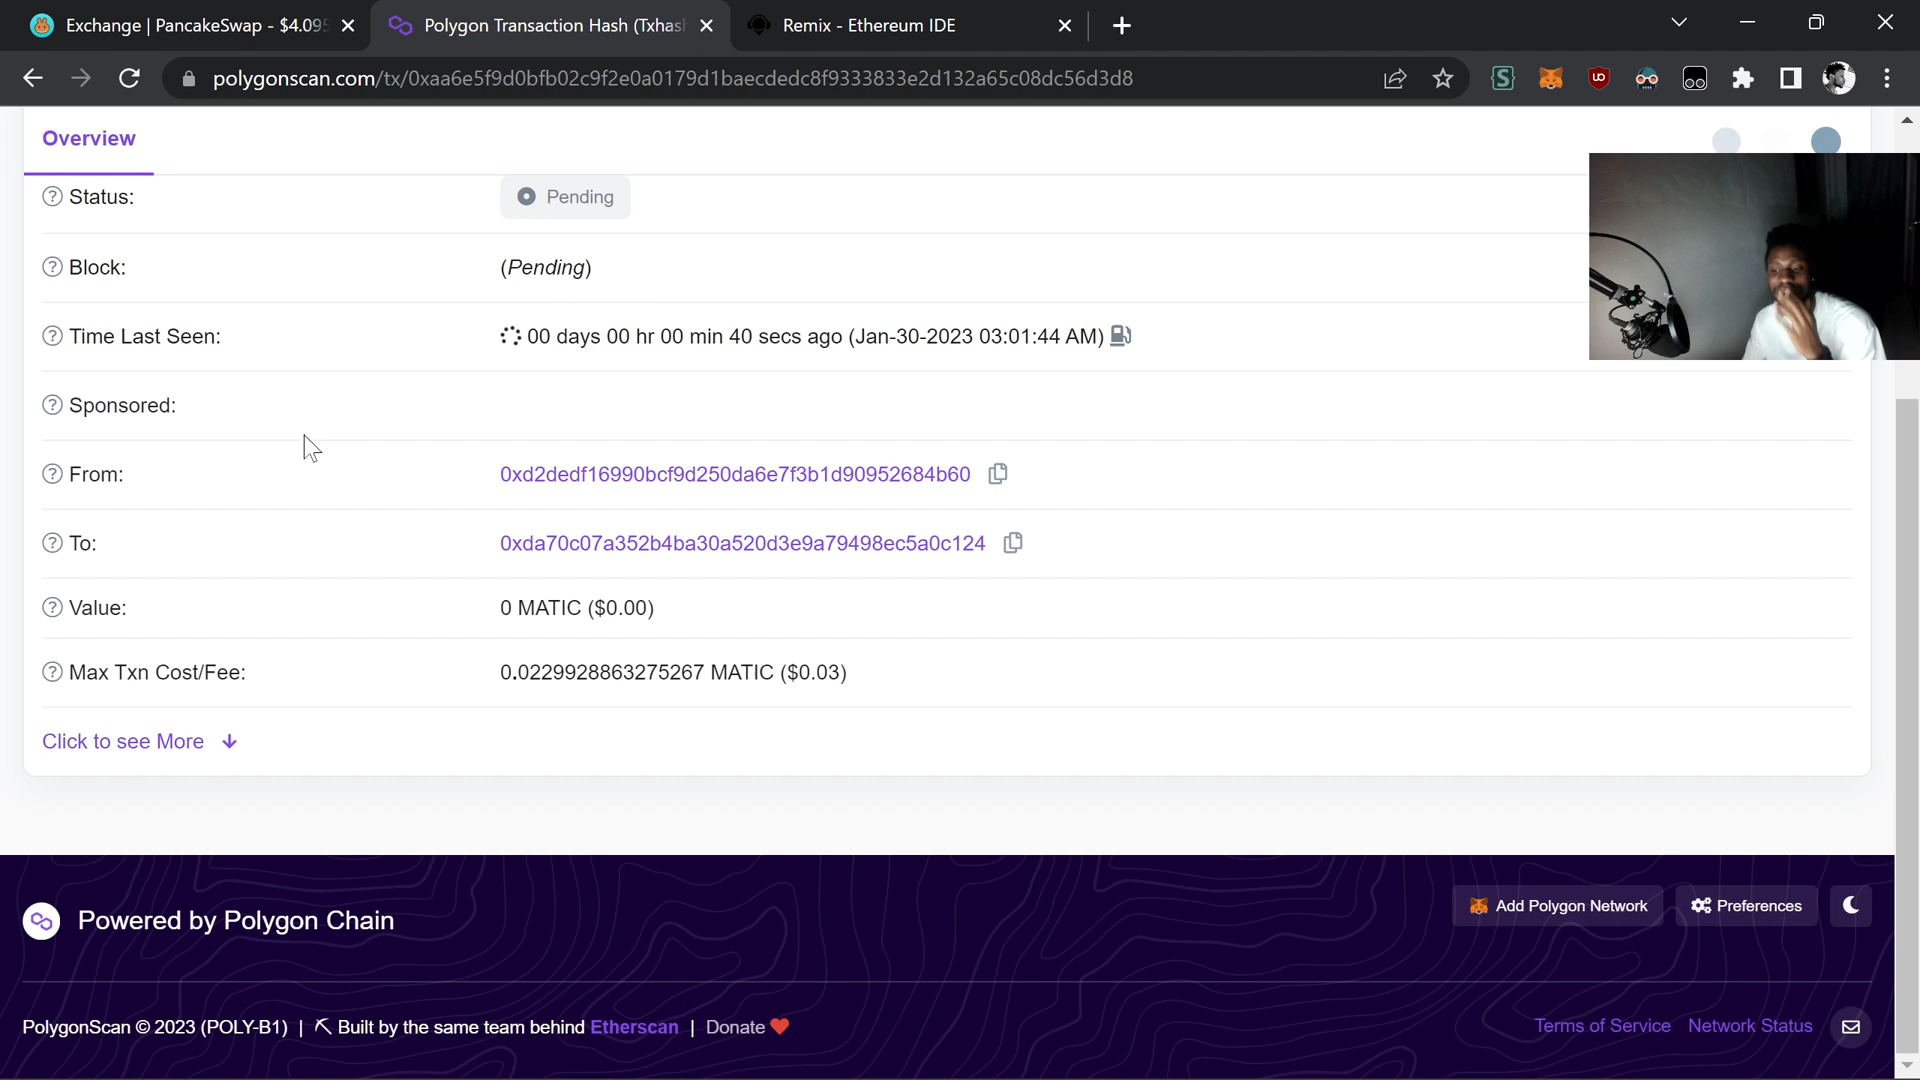 Exchange | PancakeSwap - $4.095
Polygon Transaction Hash (Txhash
Remix - Ethereum IDE
polygonscan.com/tx/0xaa6e5f9d0bfb02c9f2e0a0179d1baecdedc8f9333833e2d132a65c08dc56d3d8
Overview
Status: Pending
Block: (Pending)
Time Last Seen: 00 days 00 hr 00 min 40 secs ago (Jan-30-2023 03:01:44 AM)
Sponsored:
From: 0xd2dedf16990bcf9d250da6e7f3b1d90952684b60
To: 0xda70c07a352b4ba30a520d3e9a79498ec5a0c124
Value: 0 MATIC ($0.00)
Max Txn Cost/Fee: 0.0229928863275267 MATIC ($0.03)
Click to see More
Powered by Polygon Chain
Add Polygon Network
Preferences
PolygonScan © 2023 (POLY-B1) | Built by the same team behind Etherscan | Donate
Terms of Service Network Status